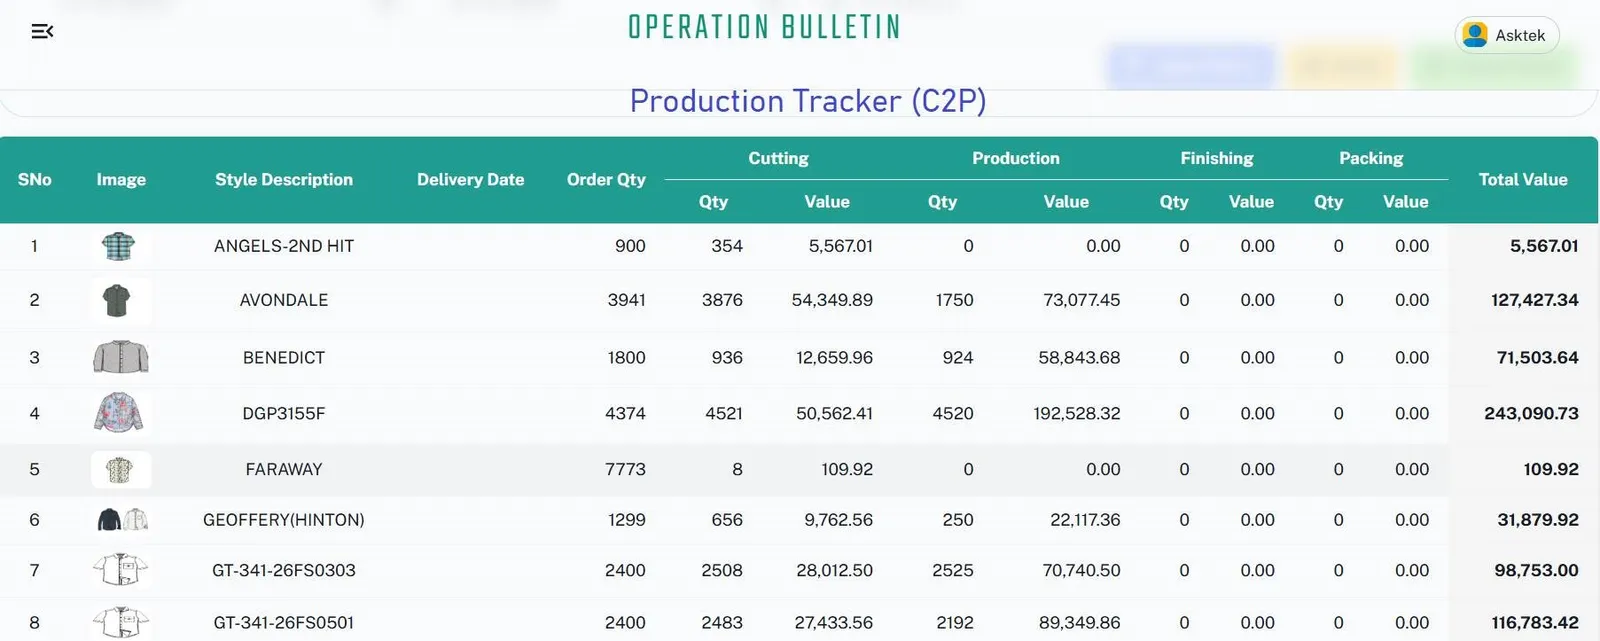 OPERATION BULLETIN
Asktek
Production Tracker (C2P)
SNo Image Style Description Delivery Date Order Qty Cutting Production Finishing Packing Total Value
Qty Value Qty Value Qty Value Qty Value
1 ANGELS-2ND HIT 900 354 5,567.01 0 0.00 0 0.00 0 0.00 5,567.01
2 AVONDALE 3941 3876 54,349.89 1750 73,077.45 0 0.00 0 0.00 127,427.34
3 BENEDICT 1800 936 12,659.96 924 58,843.68 0 0.00 0 0.00 71,503.64
4 DGP3155F 4374 4521 50,562.41 4520 192,528.32 0 0.00 0 0.00 243,090.73
5 FARAWAY 7773 8 109.92 0 0.00 0 0.00 0 0.00 109.92
6 GEOFFERY(HINTON) 1299 656 9,762.56 250 22,117.36 0 0.00 0 0.00 31,879.92
7 GT-341-26FS0303 2400 2508 28,012.50 2525 70,740.50 0 0.00 0 0.00 98,753.00
8 GT-341-26FS0501 2400 2483 27,433.56 2192 89,349.86 0 0.00 0 0.00 116,783.42